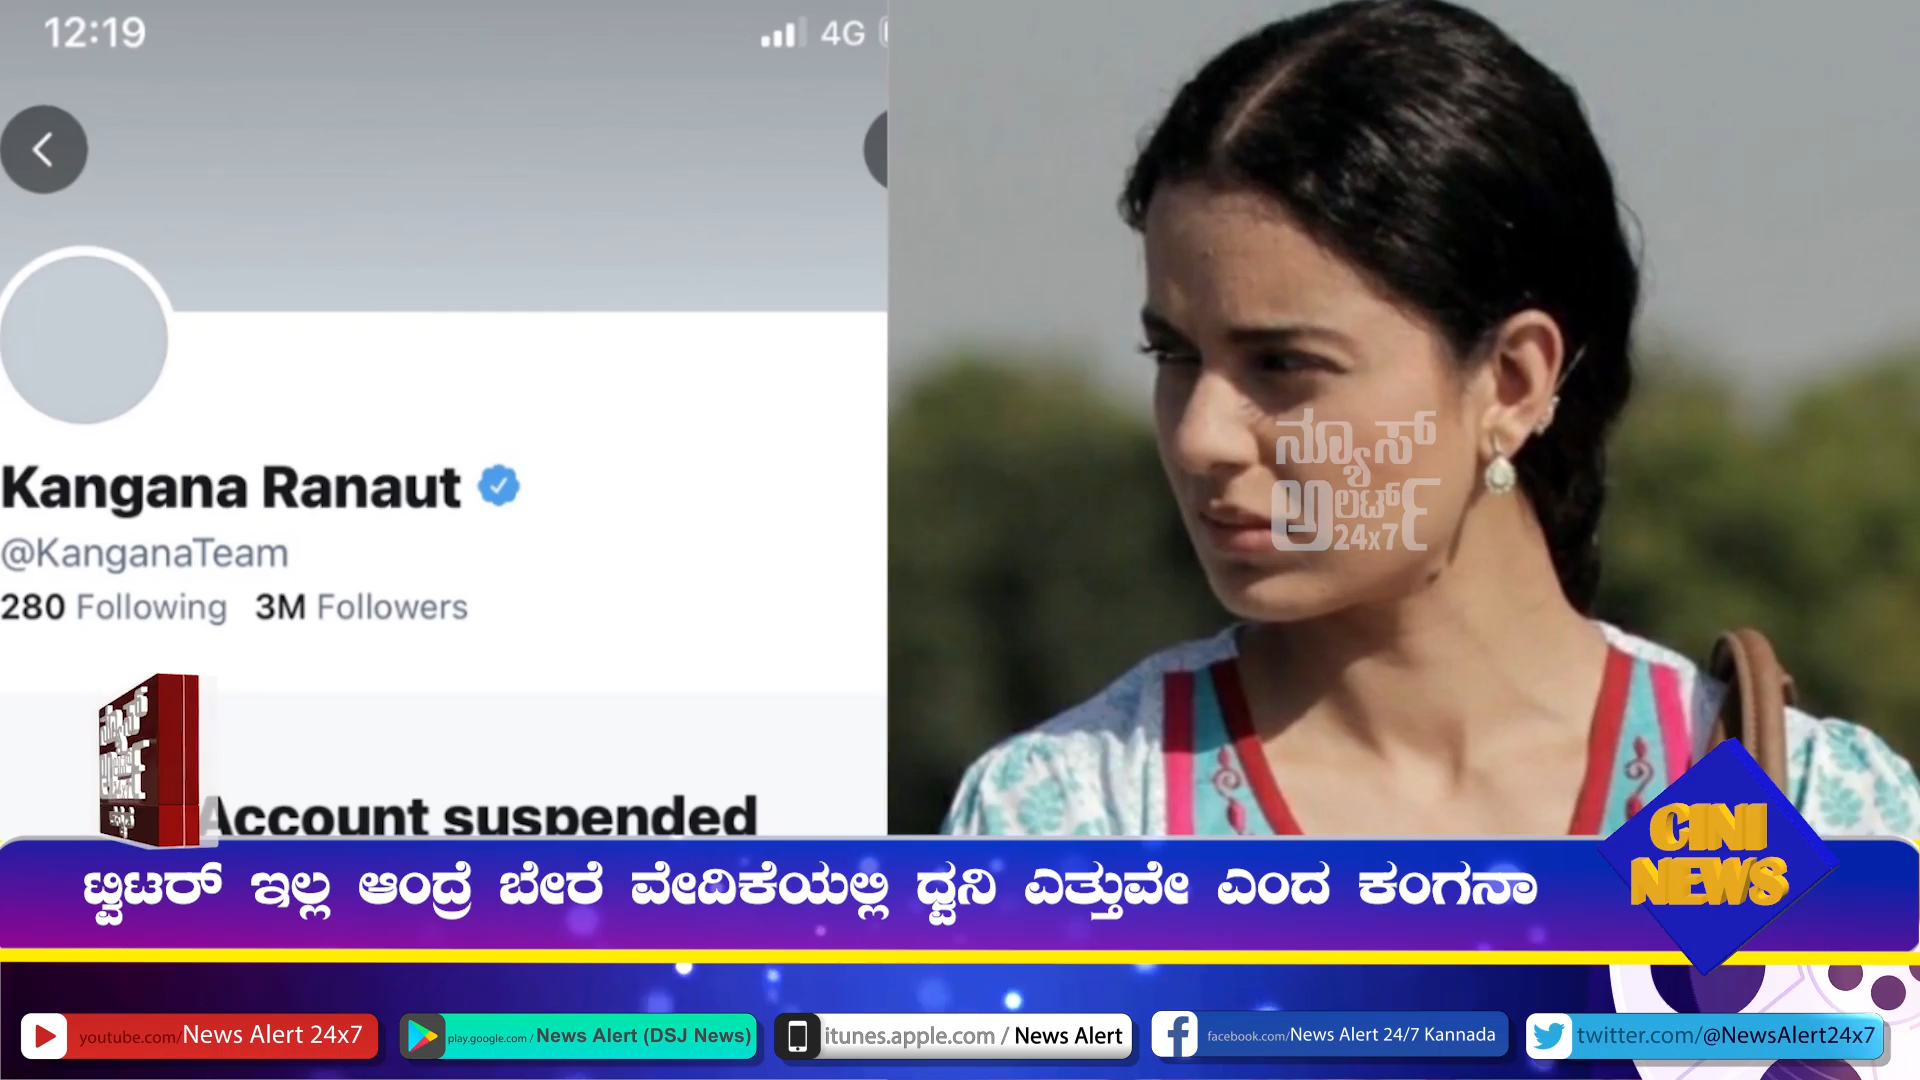 12:19
4G
Kangana Ranaut
@KanganaTeam
280 Following 3M Followers
Account suspended
ನ್ಯೂಸ್
ಅಲರ್ಟ್
24x7
ಟ್ವಿಟರ್ ಇಲ್ಲ ಆಂದ್ರೆ ಬೇರೆ ವೇದಿಕೆಯಲ್ಲಿ ಧ್ವನಿ ಎತ್ತುವೇ ಎಂದ ಕಂಗನಾ
CINI
NEWS
youtube.com/News Alert 24x7
play.google.com / News Alert (DSJ News)
itunes.apple.com / News Alert
facebook.com/News Alert 24/7 Kannada
twitter.com/@NewsAlert24x7